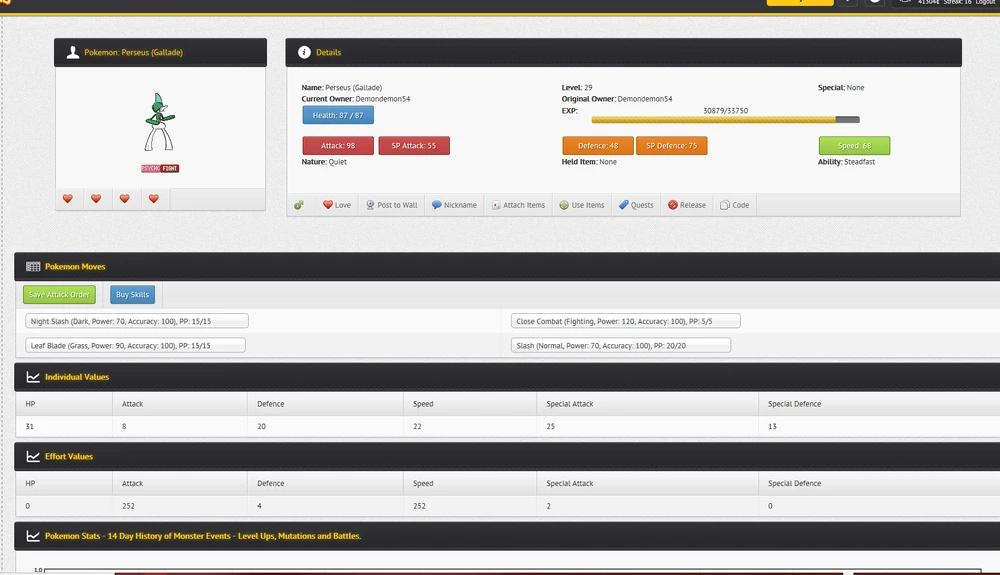 41304₤ Streak: 16 Logout
Pokemon: Perseus (Gallade)
PSYCHC FIGHT
Details
Name: Perseus (Gallade)
Current Owner: Demondemon54
Health: 87 / 87
Attack: 98 SP Attack: 55
Nature: Quiet
Level: 29
Original Owner: Demondemon54
EXP: 30879/33750
Defence: 48 SP Defence: 75
Held Item: None
Special: None
Speed: 68
Ability: Steadfast
Love Post to Wall Nickname Attach Items Use Items Quests Release Code
Pokemon Moves
Save Attack Order Buy Skills
Night Slash (Dark, Power: 70, Accuracy: 100), PP: 15/15 Close Combat (Fighting, Power: 120, Accuracy: 100), PP: 5/5
Leaf Blade (Grass, Power: 90, Accuracy: 100), PP: 15/15 Slash (Normal, Power: 70, Accuracy: 100), PP: 20/20
Individual Values
HP Attack Defence Speed Special Attack Special Defence
31 8 20 22 25 13
Effort Values
HP Attack Defence Speed Special Attack Special Defence
0 252 4 252 2 0
Pokemon Stats - 14 Day History of Monster Events - Level Ups, Mutations and Battles.
1.0